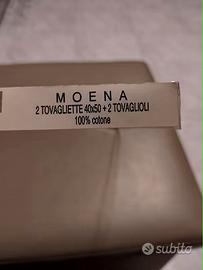 MOENA
2 TOVAGLIETTE 40x50 + 2 TOVAGLIOLI
100% cotone
subito